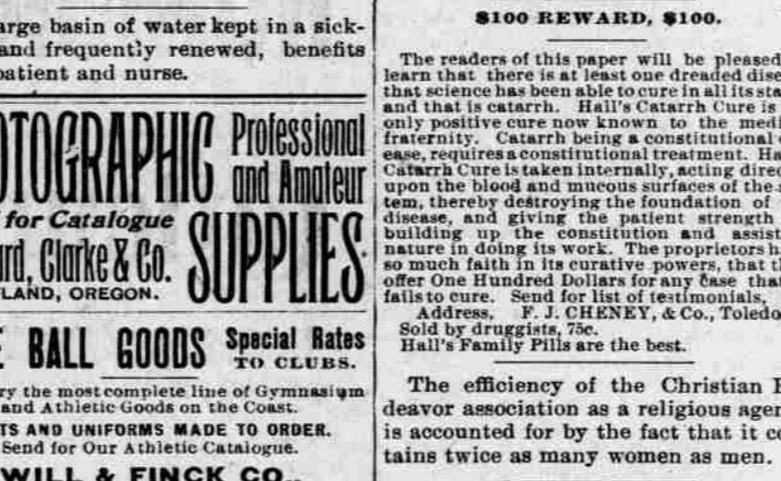 arge basin of water kept in a sick-
and frequently renewed, benefits
patient and nurse.
OTOGRAPHIC Professional
and Amateur
for Catalogue
SUPPLIES
ard, Clarke & Co.
LAND, OREGON.
E BALL GOODS Special Rates
TO CLUBS.
ry the most complete line of Gymnasium
and Athletic Goods on the Coast.
TS AND UNIFORMS MADE TO ORDER.
Send for Our Athletic Catalogue.
WILL & FINCK CO.,
$100 REWARD, $100.
The readers of this paper will be pleased
learn that there is at least one dreaded dise
that science has been able to cure in all its sta
and that is catarrh. Hall's Catarrh Cure is
only positive cure now known to the medi
fraternity. Catarrh being a constitutional
ease, requires a constitutional treatment. Ha
Catarrh Cure is taken internally, acting direc
upon the blood and mucous surfaces of the
tem, thereby destroying the foundation of
disease, and giving the patient strength
building up the constitution and assist
nature in doing its work. The proprietors h
so much faith in its curative powers, that t
offer One Hundred Dollars for any case that
fails to cure. Send for list of testimonials,
Address, F. J. CHENEY, & Co., Toledo
Sold by druggists, 75c.
Hall's Family Pills are the best.
The efficiency of the Christian E
deavor association as a religious agen
is accounted for by the fact that it co
tains twice as many women as men.